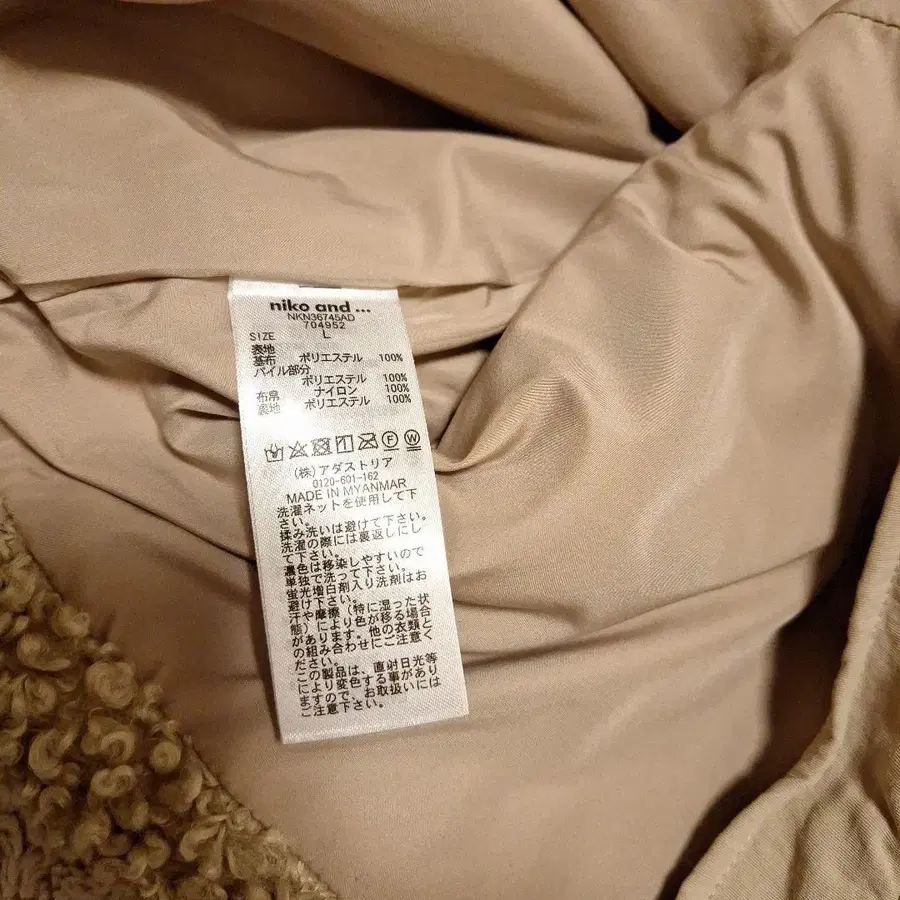 niko and ...
NKN36745AD
704952
SIZE L
表地
基布 ポリエステル 100%
パイル部分
ポリエステル 100%
布帛 ナイロン 100%
裏地 ポリエステル 100%
F W
(株)アダストリア
0120-601-162
MADE IN MYANMAR
洗濯ネットを使用して下
さい。
揉み洗いは避けて下さい。
洗濯の際には裏返しにし
て下さい。
濃色は移染しやすいので
単独で洗って下さい。
蛍光増白剤入り洗剤はお
避け下さい。
汗や摩擦(特に湿った状
態)により色が移る場合
があります。他の衣類と
の組み合わせにご注意く
ださい。
この製品は、直射日光等
により変色する事があり
ますので、お取扱いには
ご注意下さい。